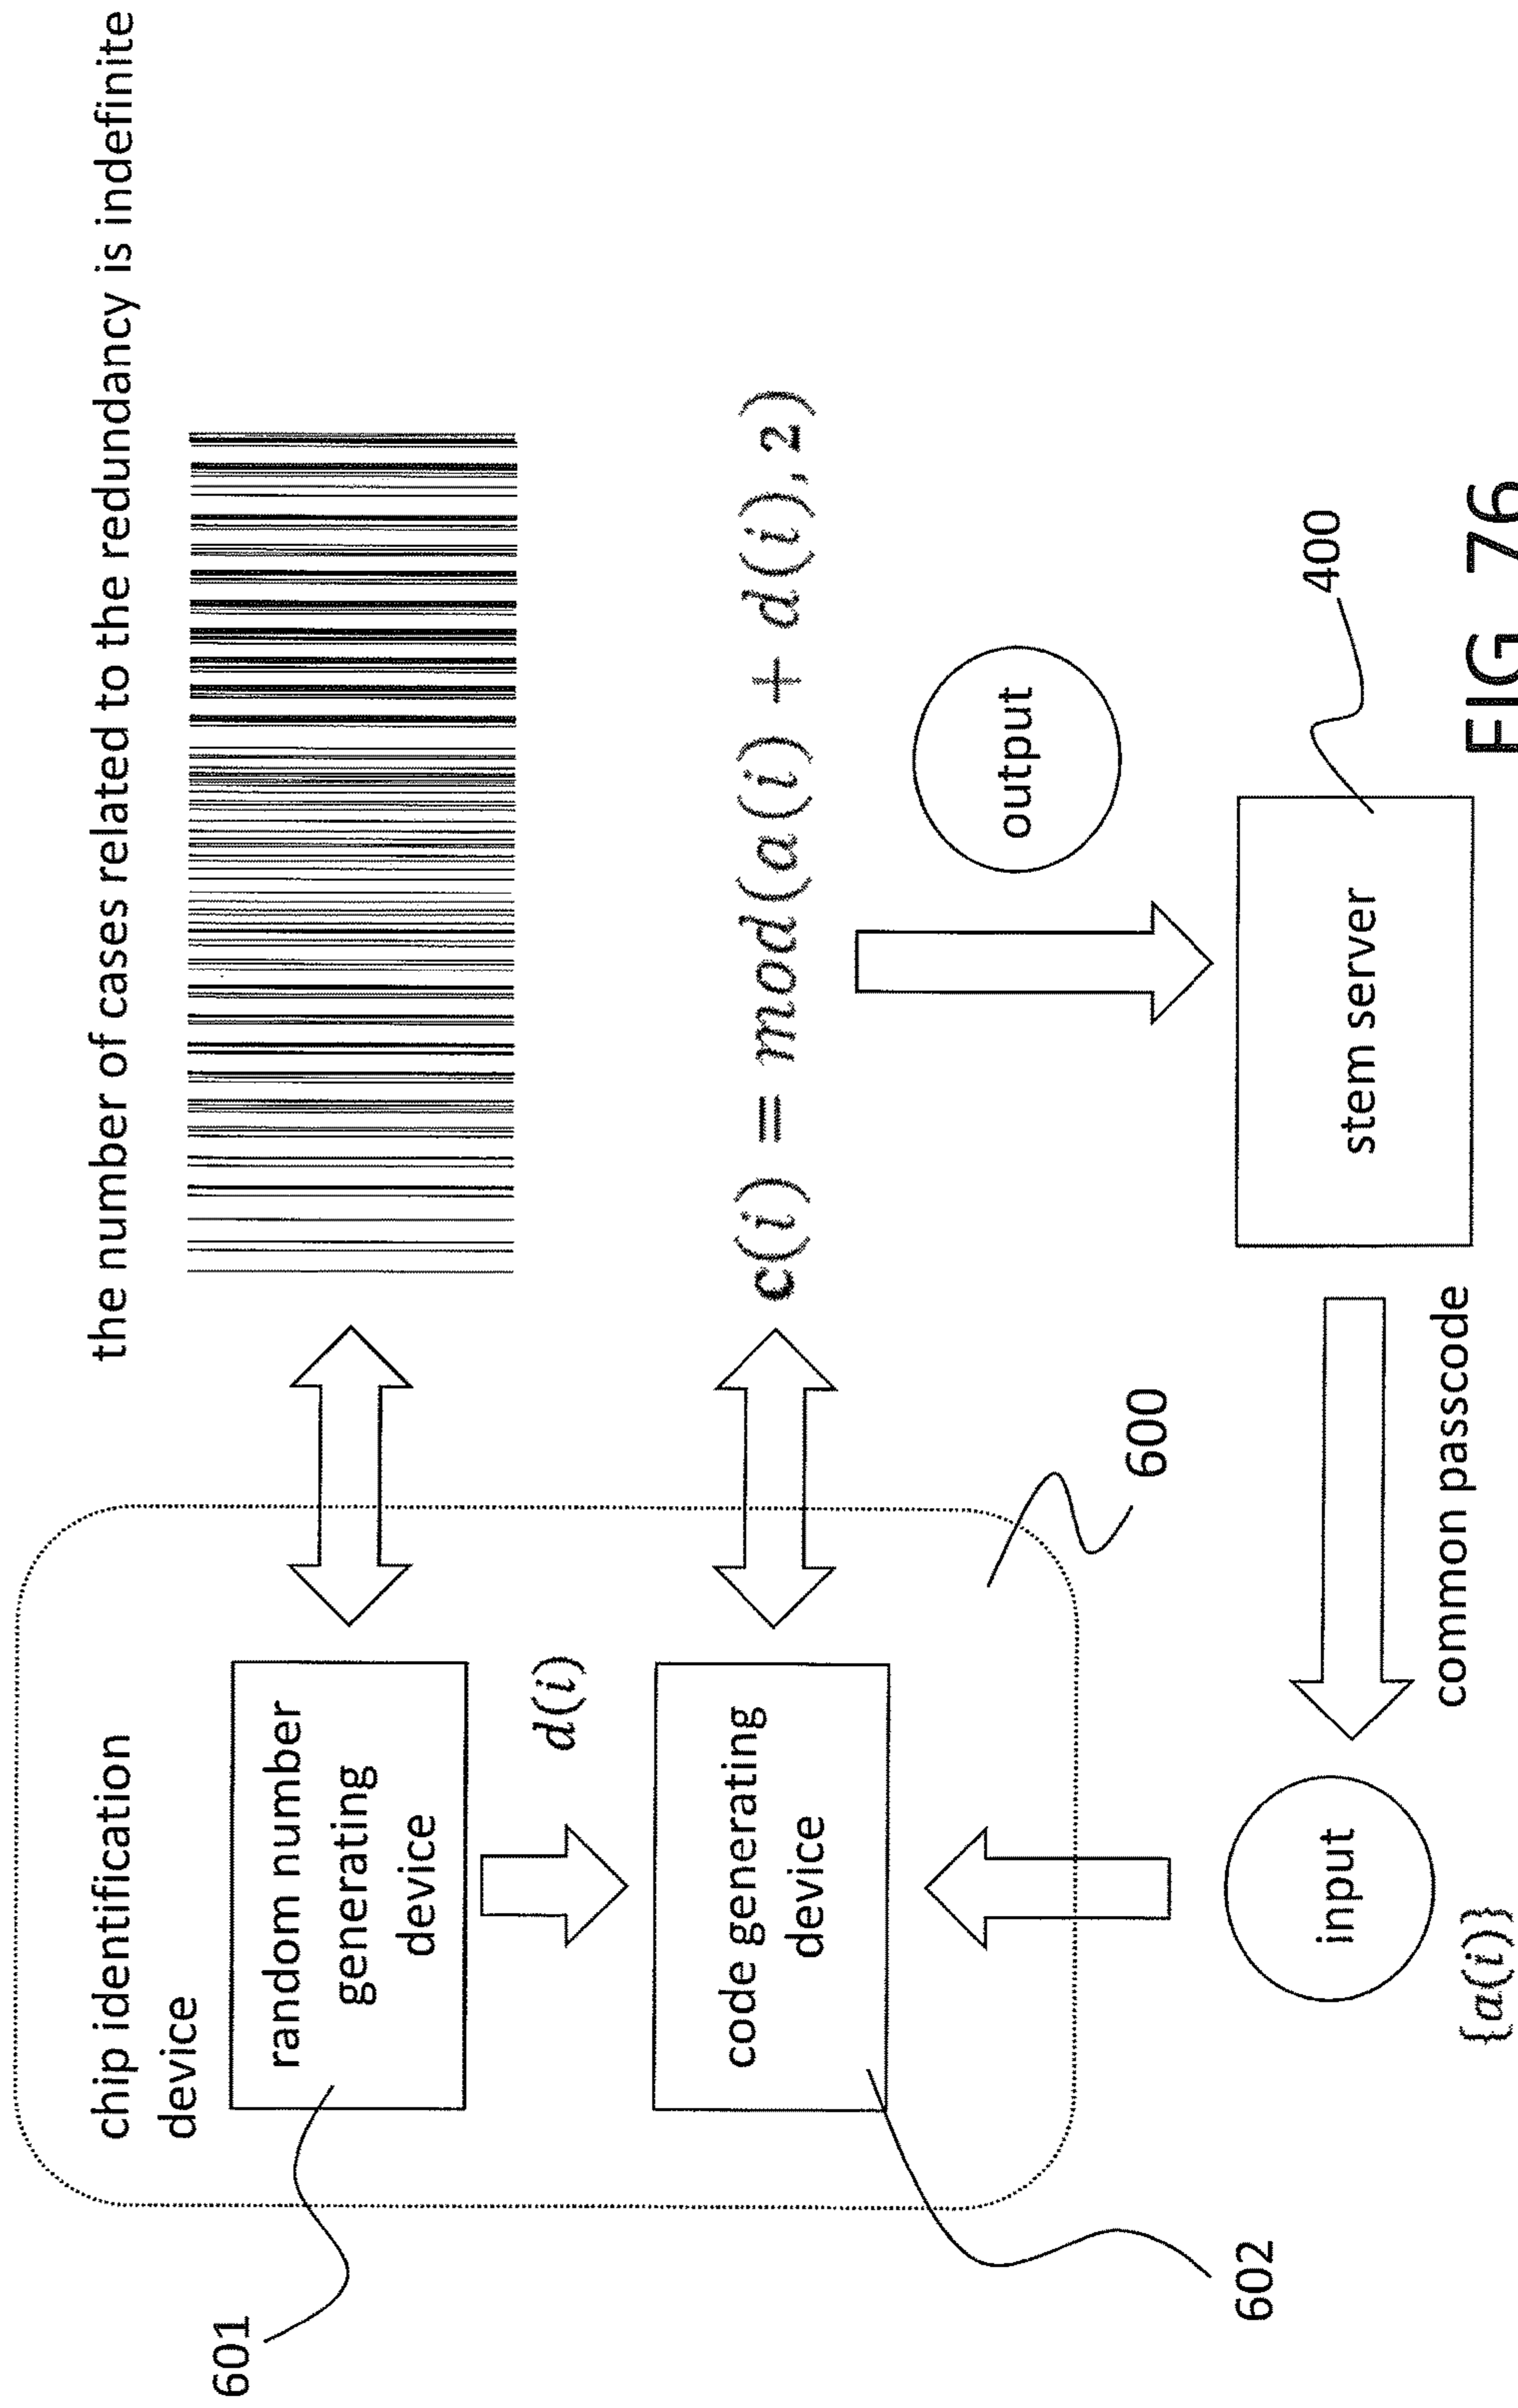 the number of cases related to the redundancy is indefinite
chip identification
device
601
random number
generating
device
d(i)
code generating
device
c(i) = mod(a(i) + d(i), 2)
602
600
output
input
{a(i)}
common passcode
stem server
400
FIG 76